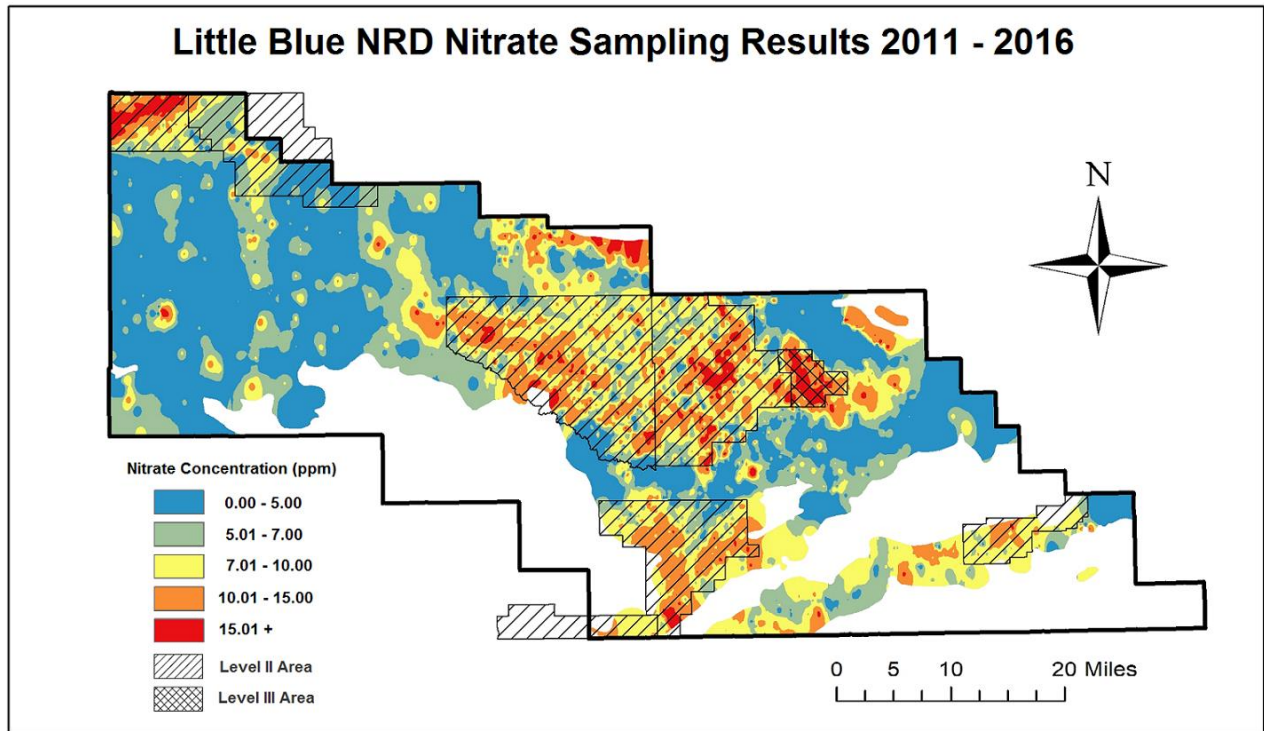 Little Blue NRD Nitrate Sampling Results 2011 - 2016
N
Nitrate Concentration (ppm)
0.00 - 5.00
5.01 - 7.00
7.01 - 10.00
10.01 - 15.00
15.01 +
Level II Area
Level III Area
0 5 10 20 Miles